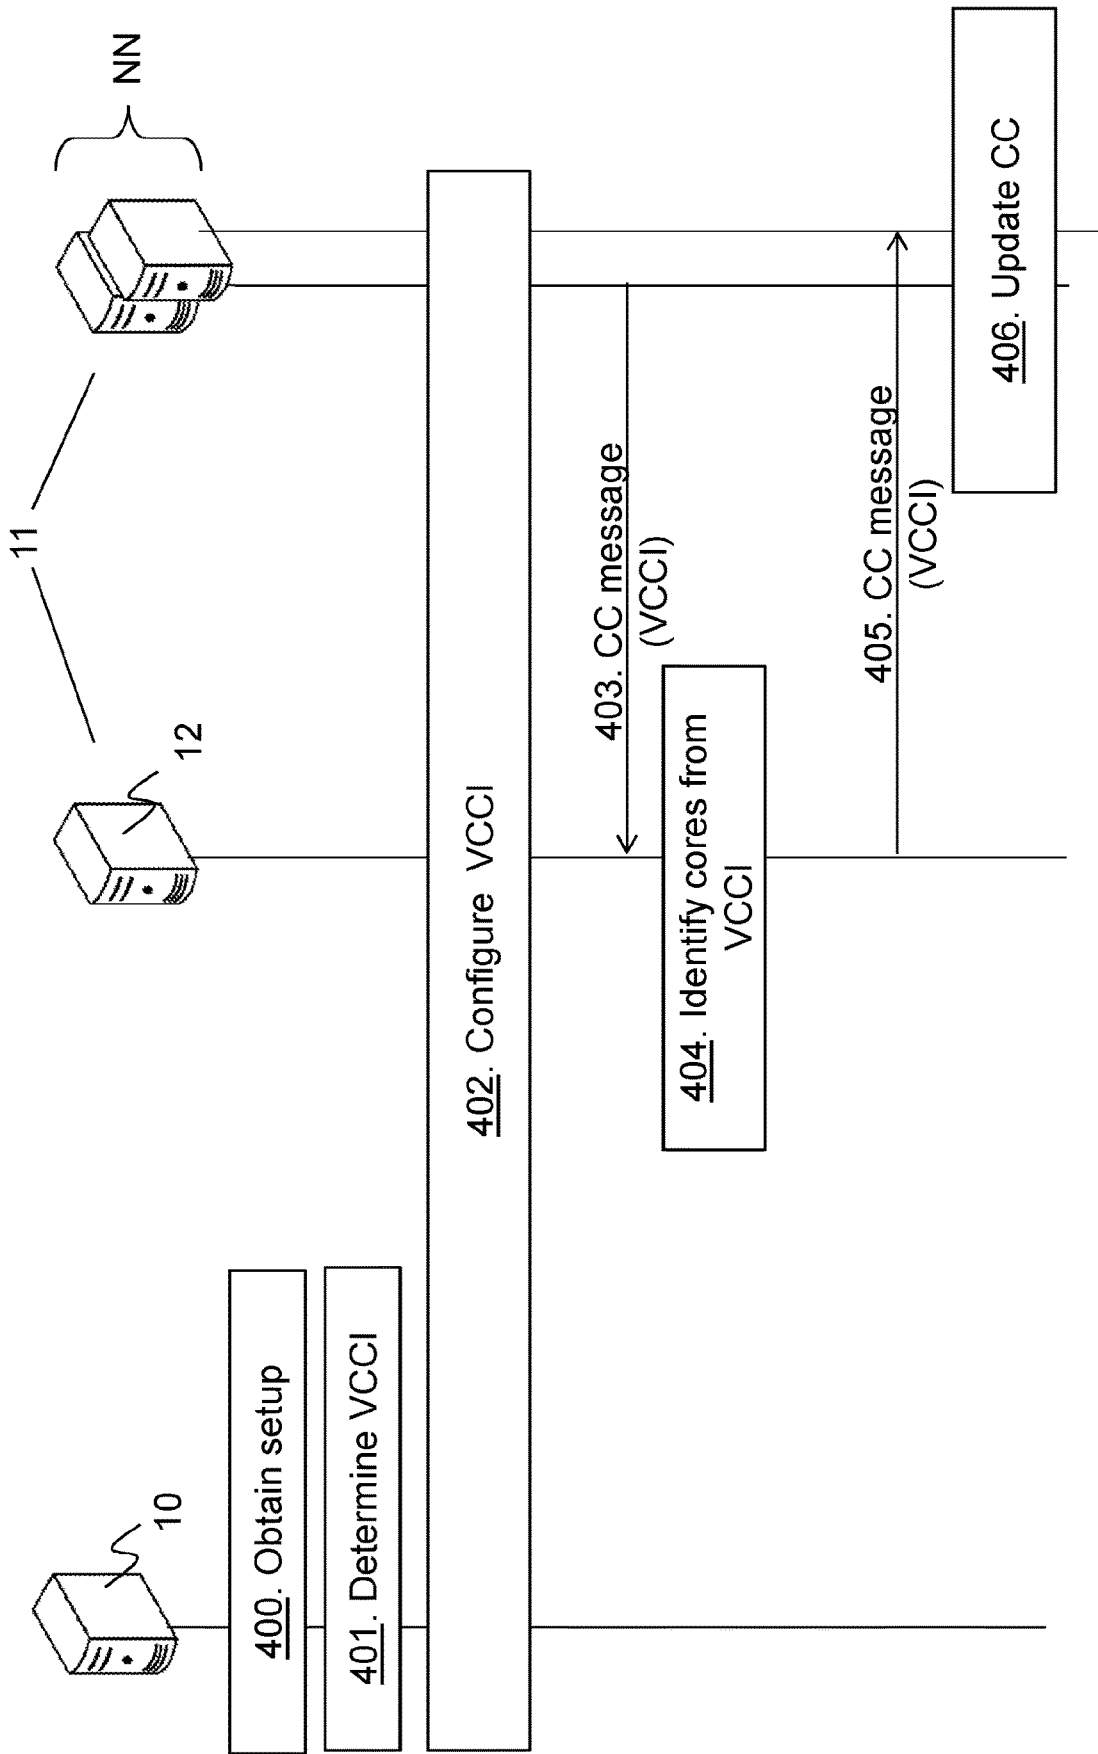 10
11
12
NN
400. Obtain setup
401. Determine VCCI
402. Configure VCCI
403. CC message
(VCCI)
404. Identify cores from
VCCI
405. CC message
(VCCI)
406. Update CC